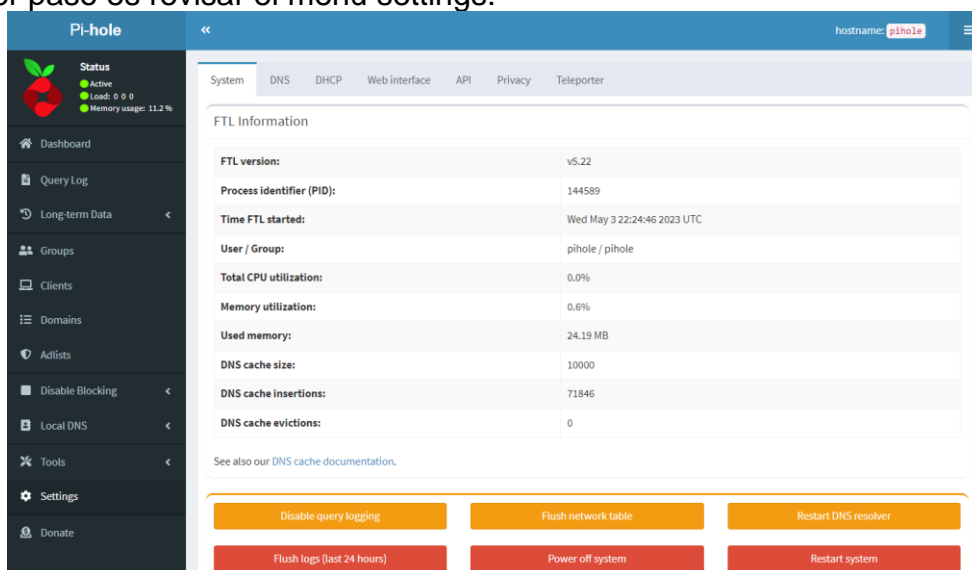 paso es revisar el menú settings.
Pi-hole
hostname: pihole
Status
Active
Load: 0 0 0
Memory usage: 11.2 %
System DNS DHCP Web interface API Privacy Teleporter
FTL Information
Dashboard
Query Log
Long-term Data
Groups
Clients
Domains
Adlists
Disable Blocking
Local DNS
Tools
Settings
Donate
FTL version: v5.22
Process identifier (PID): 144589
Time FTL started: Wed May 3 22:24:46 2023 UTC
User / Group: pihole / pihole
Total CPU utilization: 0.0%
Memory utilization: 0.6%
Used memory: 24.19 MB
DNS cache size: 10000
DNS cache insertions: 71846
DNS cache evictions: 0
See also our DNS cache documentation.
Disable query logging Flush network table Restart DNS resolver
Flush logs (last 24 hours) Power off system Restart system